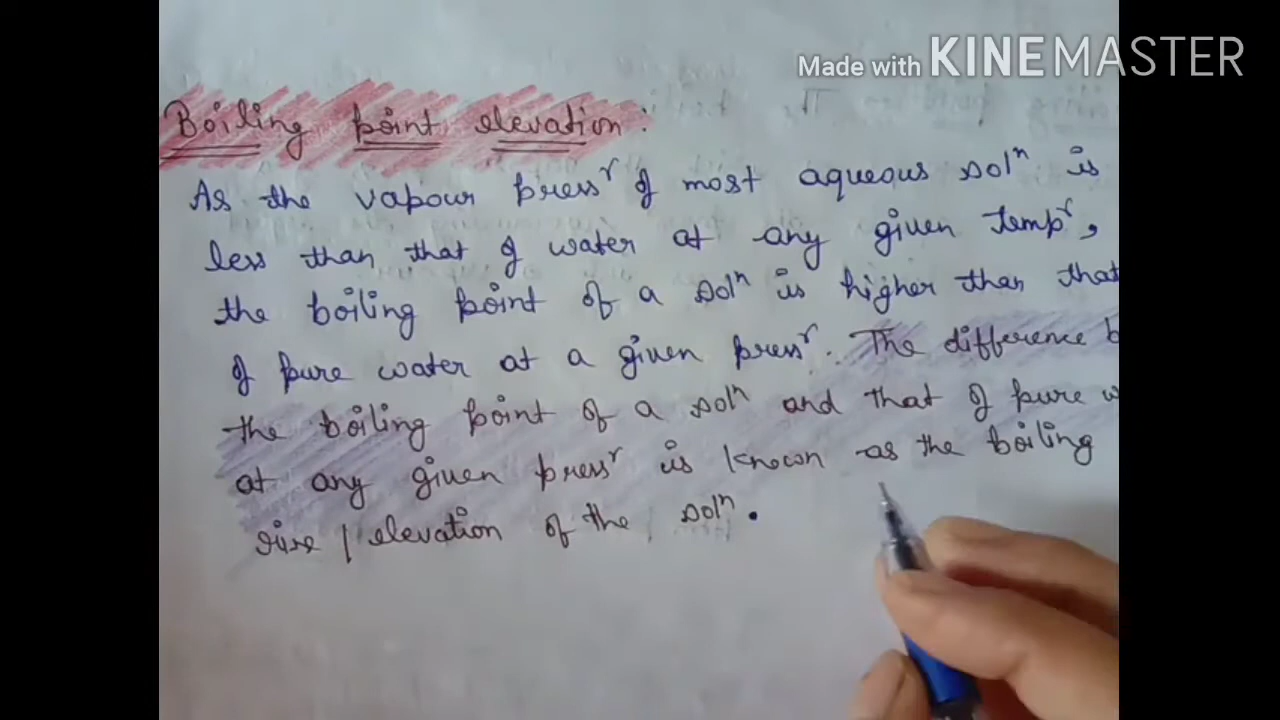 Made with KINEMASTER
Boiling point elevation :
As the vapour pressʳ of most aqueous solⁿ is
less than that of water at any given tempʳ,
the boiling point of a solⁿ is higher than that
of pure water at a given pressʳ. The difference b
the boiling point of a solⁿ and that of pure w
at any given pressʳ is known as the boiling
rise / elevation of the solⁿ.